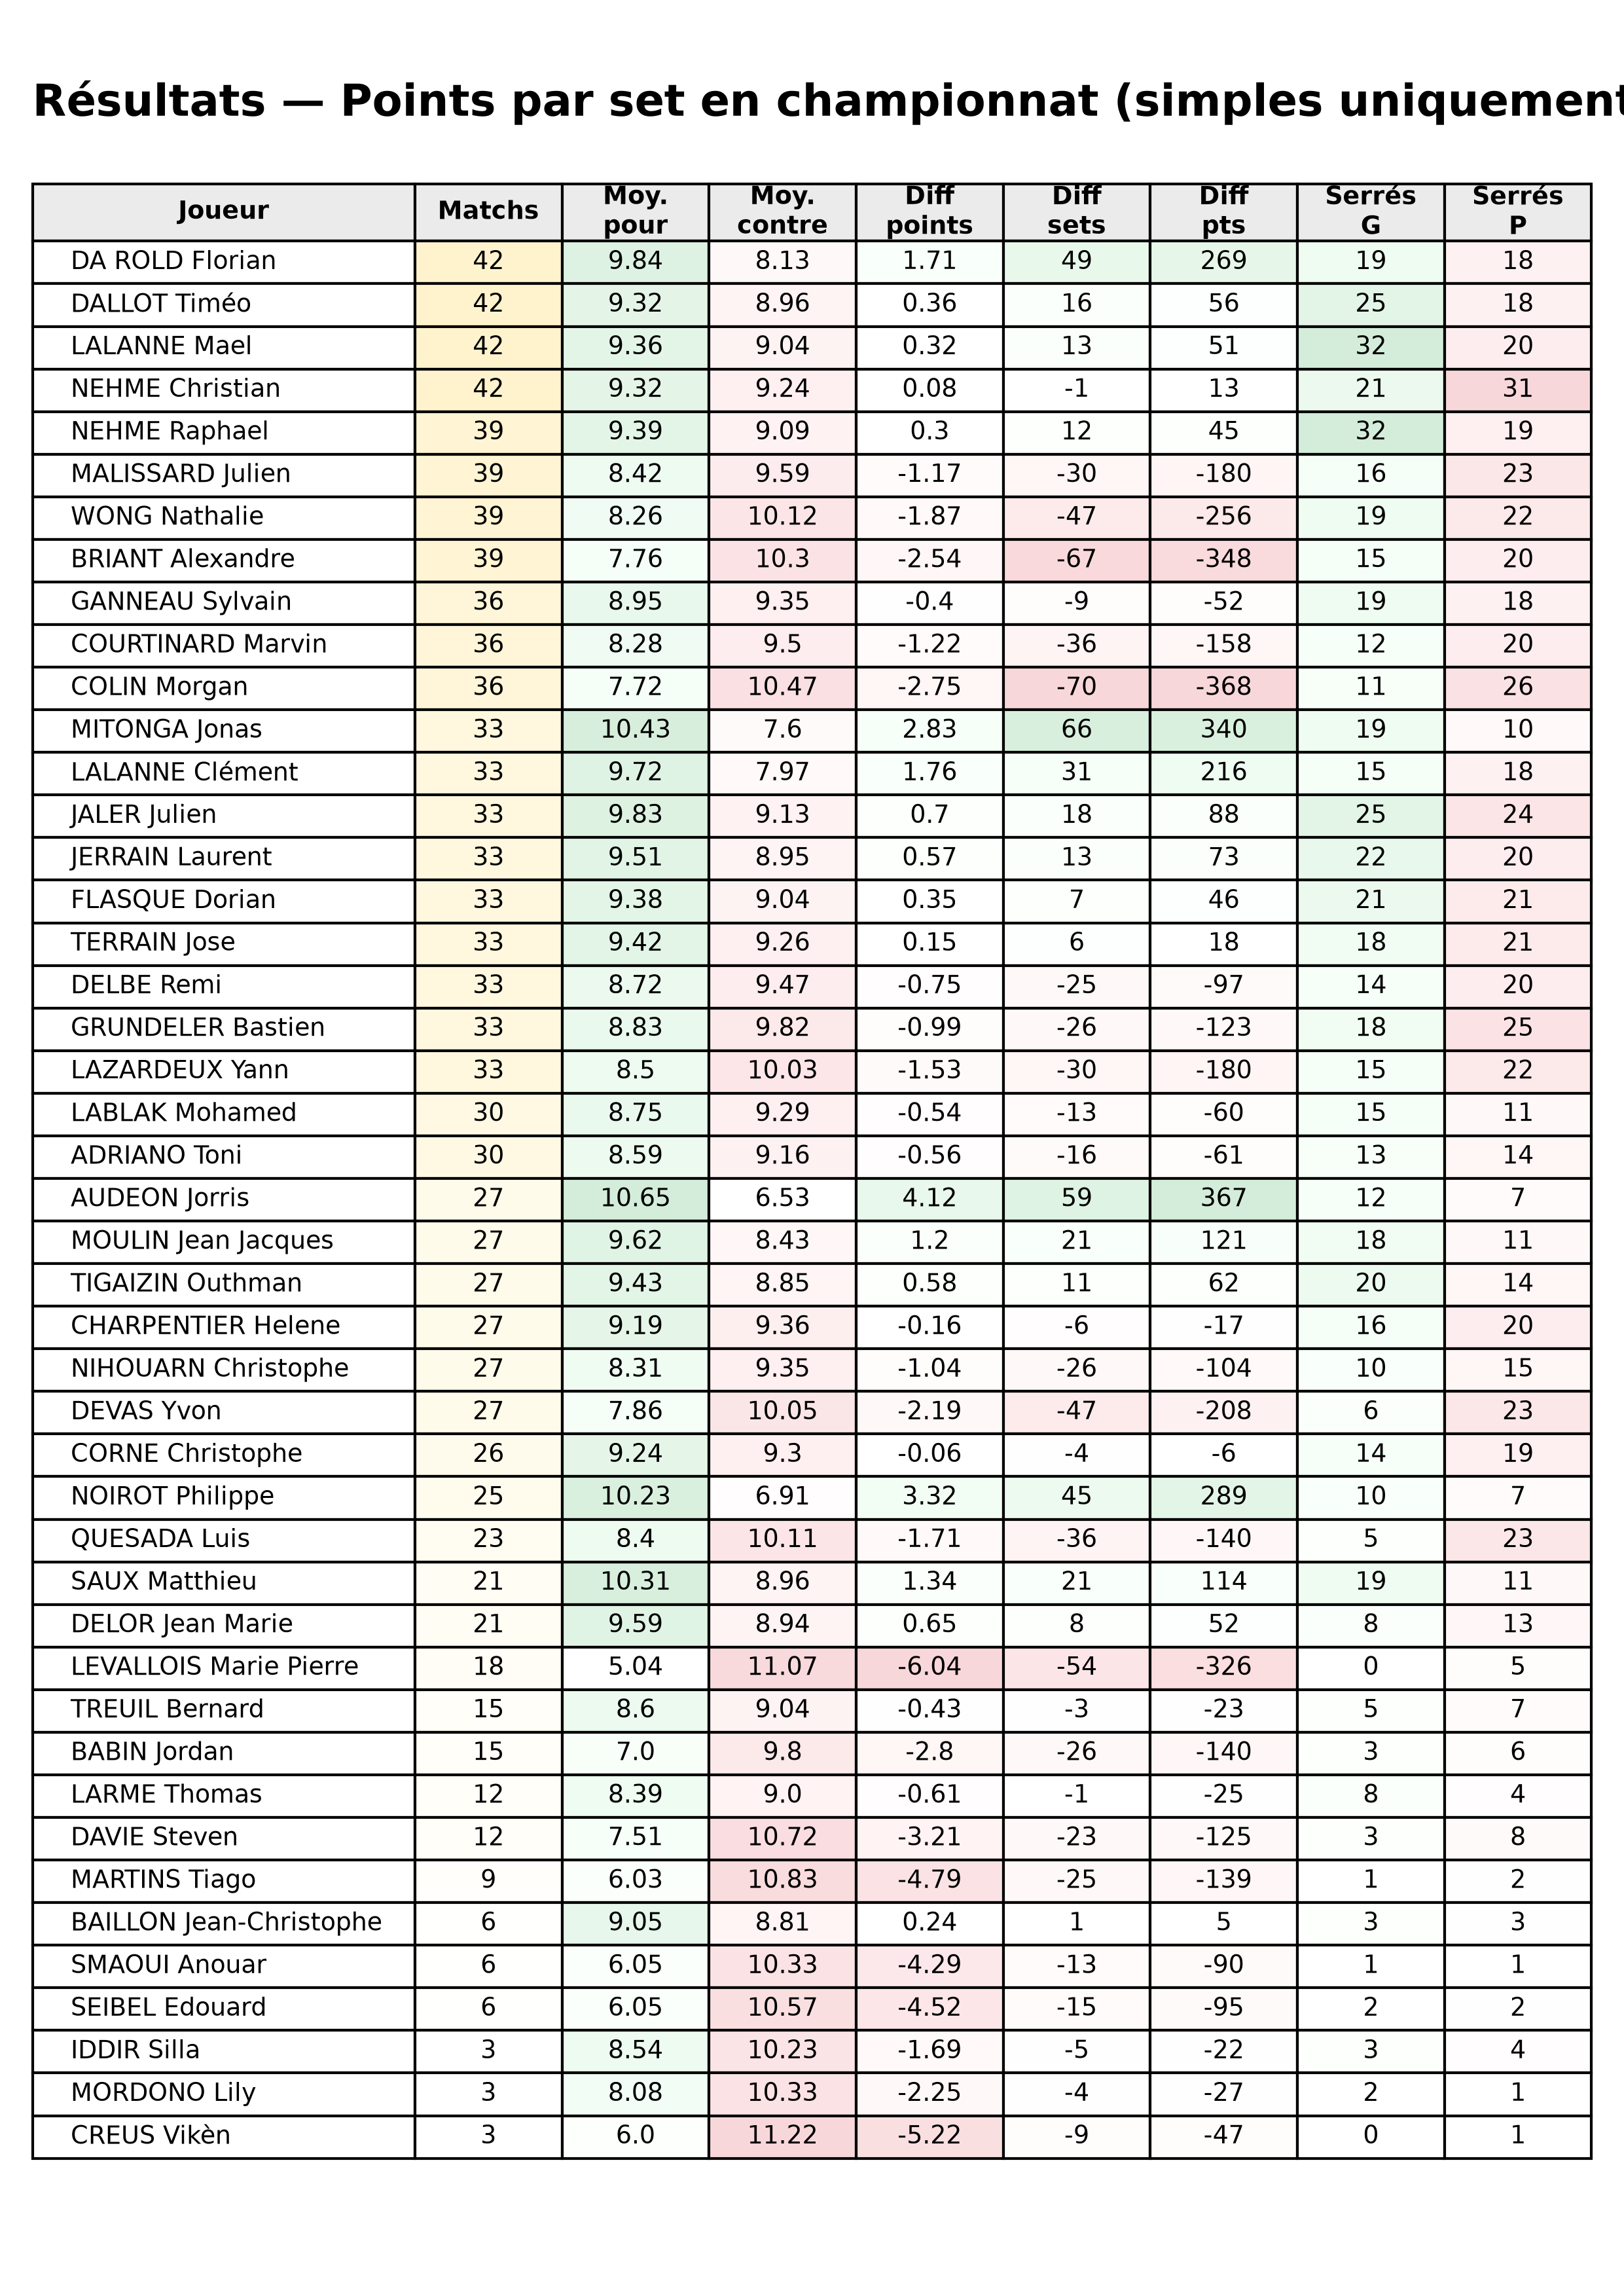 Résultats — Points par set en championnat (simples uniquement
Joueur Matchs Moy. pour Moy. contre Diff points Diff sets Diff pts Serrés G Serrés P
DA ROLD Florian 42 9.84 8.13 1.71 49 269 19 18
DALLOT Timéo 42 9.32 8.96 0.36 16 56 25 18
LALANNE Mael 42 9.36 9.04 0.32 13 51 32 20
NEHME Christian 42 9.32 9.24 0.08 -1 13 21 31
NEHME Raphael 39 9.39 9.09 0.3 12 45 32 19
MALISSARD Julien 39 8.42 9.59 -1.17 -30 -180 16 23
WONG Nathalie 39 8.26 10.12 -1.87 -47 -256 19 22
BRIANT Alexandre 39 7.76 10.3 -2.54 -67 -348 15 20
GANNEAU Sylvain 36 8.95 9.35 -0.4 -9 -52 19 18
COURTINARD Marvin 36 8.28 9.5 -1.22 -36 -158 12 20
COLIN Morgan 36 7.72 10.47 -2.75 -70 -368 11 26
MITONGA Jonas 33 10.43 7.6 2.83 66 340 19 10
LALANNE Clément 33 9.72 7.97 1.76 31 216 15 18
JALER Julien 33 9.83 9.13 0.7 18 88 25 24
JERRAIN Laurent 33 9.51 8.95 0.57 13 73 22 20
FLASQUE Dorian 33 9.38 9.04 0.35 7 46 21 21
TERRAIN Jose 33 9.42 9.26 0.15 6 18 18 21
DELBE Remi 33 8.72 9.47 -0.75 -25 -97 14 20
GRUNDELER Bastien 33 8.83 9.82 -0.99 -26 -123 18 25
LAZARDEUX Yann 33 8.5 10.03 -1.53 -30 -180 15 22
LABLAK Mohamed 30 8.75 9.29 -0.54 -13 -60 15 11
ADRIANO Toni 30 8.59 9.16 -0.56 -16 -61 13 14
AUDEON Jorris 27 10.65 6.53 4.12 59 367 12 7
MOULIN Jean Jacques 27 9.62 8.43 1.2 21 121 18 11
TIGAIZIN Outhman 27 9.43 8.85 0.58 11 62 20 14
CHARPENTIER Helene 27 9.19 9.36 -0.16 -6 -17 16 20
NIHOUARN Christophe 27 8.31 9.35 -1.04 -26 -104 10 15
DEVAS Yvon 27 7.86 10.05 -2.19 -47 -208 6 23
CORNE Christophe 26 9.24 9.3 -0.06 -4 -6 14 19
NOIROT Philippe 25 10.23 6.91 3.32 45 289 10 7
QUESADA Luis 23 8.4 10.11 -1.71 -36 -140 5 23
SAUX Matthieu 21 10.31 8.96 1.34 21 114 19 11
DELOR Jean Marie 21 9.59 8.94 0.65 8 52 8 13
LEVALLOIS Marie Pierre 18 5.04 11.07 -6.04 -54 -326 0 5
TREUIL Bernard 15 8.6 9.04 -0.43 -3 -23 5 7
BABIN Jordan 15 7.0 9.8 -2.8 -26 -140 3 6
LARME Thomas 12 8.39 9.0 -0.61 -1 -25 8 4
DAVIE Steven 12 7.51 10.72 -3.21 -23 -125 3 8
MARTINS Tiago 9 6.03 10.83 -4.79 -25 -139 1 2
BAILLON Jean-Christophe 6 9.05 8.81 0.24 1 5 3 3
SMAOUI Anouar 6 6.05 10.33 -4.29 -13 -90 1 1
SEIBEL Edouard 6 6.05 10.57 -4.52 -15 -95 2 2
IDDIR Silla 3 8.54 10.23 -1.69 -5 -22 3 4
MORDONO Lily 3 8.08 10.33 -2.25 -4 -27 2 1
CREUS Vikèn 3 6.0 11.22 -5.22 -9 -47 0 1